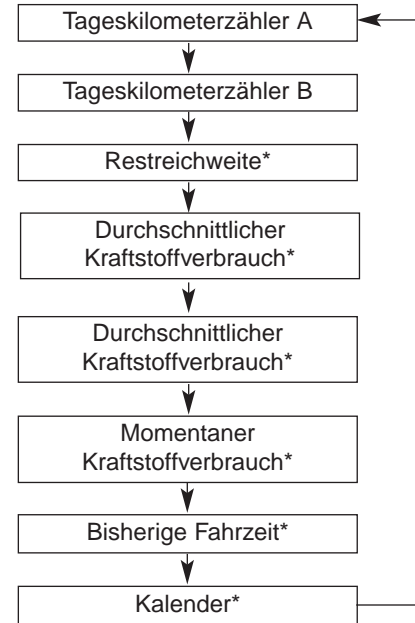 Tageskilometerzähler A
Tageskilometerzähler B
Restreichweite*
Durchschnittlicher
Kraftstoffverbrauch*
Durchschnittlicher
Kraftstoffverbrauch*
Momentaner
Kraftstoffverbrauch*
Bisherige Fahrzeit*
Kalender*